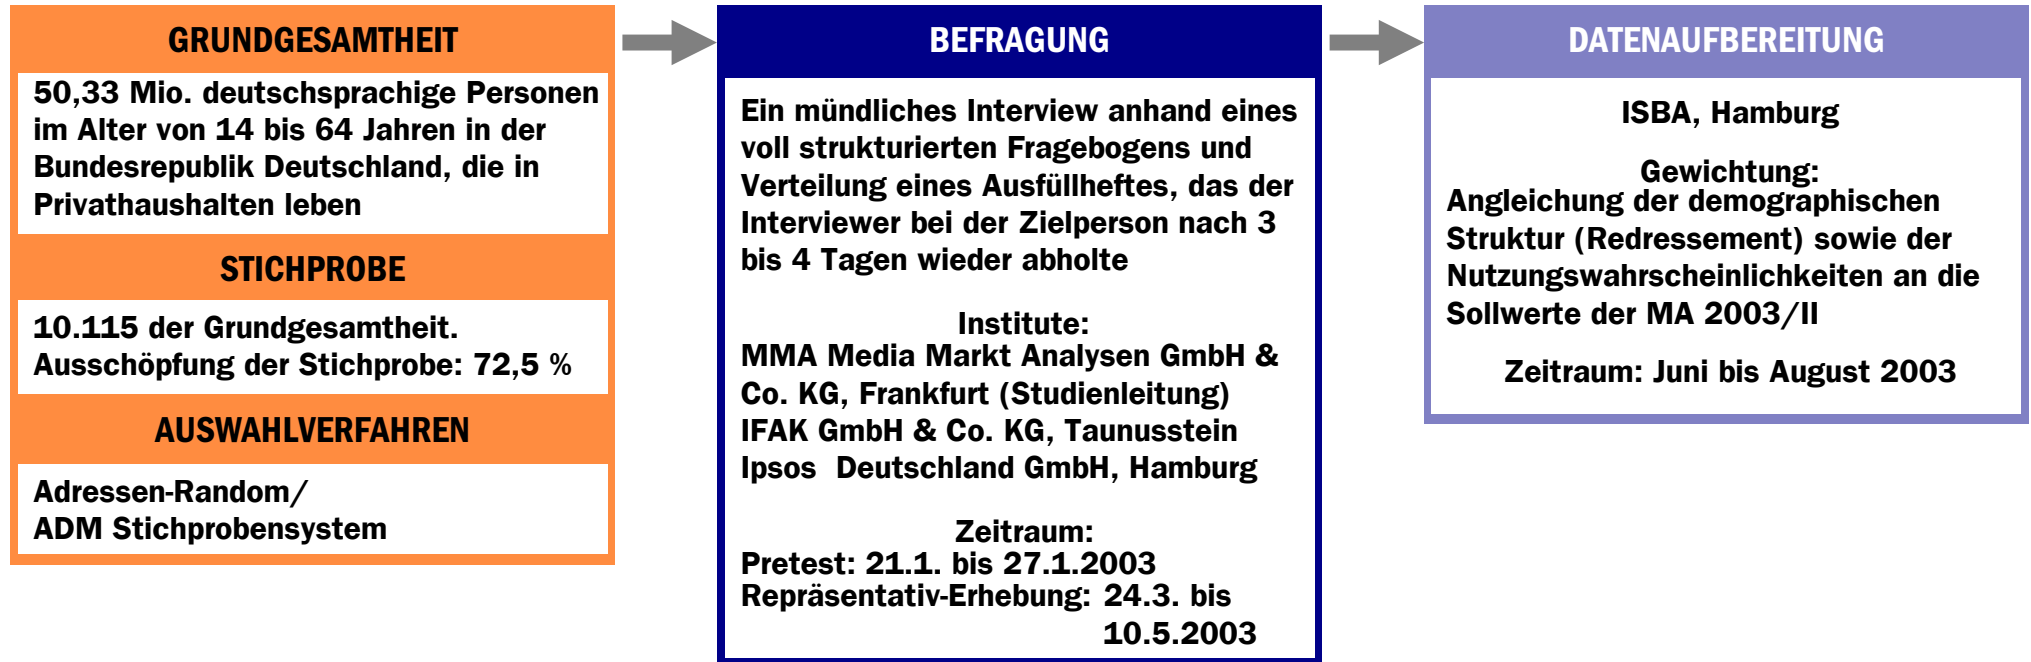 GRUNDGESAMTHEIT
50,33 Mio. deutschsprachige Personen
im Alter von 14 bis 64 Jahren in der
Bundesrepublik Deutschland, die in
Privathaushalten leben
STICHPROBE
10.115 der Grundgesamtheit.
Ausschöpfung der Stichprobe: 72,5 %
AUSWAHLVERFAHREN
Adressen-Random/
ADM Stichprobensystem
BEFRAGUNG
Ein mündliches Interview anhand eines
voll strukturierten Fragebogens und
Verteilung eines Ausfüllheftes, das der
Interviewer bei der Zielperson nach 3
bis 4 Tagen wieder abholte
Institute:
MMA Media Markt Analysen GmbH &
Co. KG, Frankfurt (Studienleitung)
IFAK GmbH & Co. KG, Taunusstein
Ipsos Deutschland GmbH, Hamburg
Zeitraum:
Pretest: 21.1. bis 27.1.2003
Repräsentativ-Erhebung: 24.3. bis
10.5.2003
DATENAUFBEREITUNG
ISBA, Hamburg
Gewichtung:
Angleichung der demographischen
Struktur (Redressement) sowie der
Nutzungswahrscheinlichkeiten an die
Sollwerte der MA 2003/II
Zeitraum: Juni bis August 2003